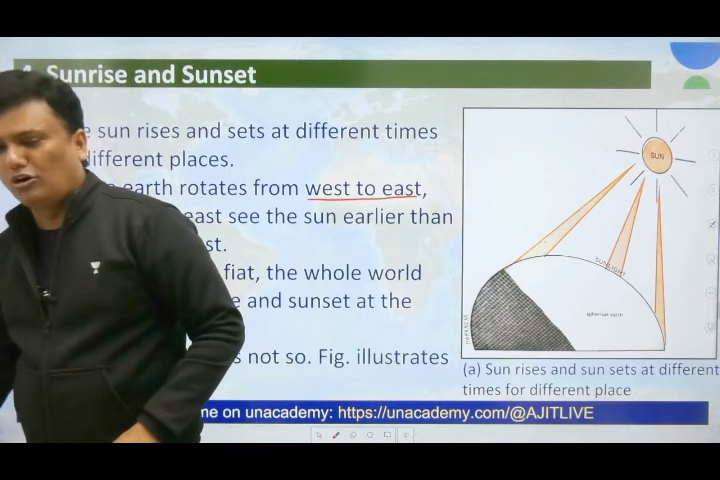 4. Sunrise and Sunset
sun rises and sets at different times
different places.
earth rotates from west to east,
east see the sun earlier than
st.
fiat, the whole world
e and sunset at the
s not so. Fig. illustrates
SUN
SUNLIGHT
DARKNESS
spherical earth
(a) Sun rises and sun sets at different
times for different place
me on unacademy: https://unacademy.com/@AJITLIVE